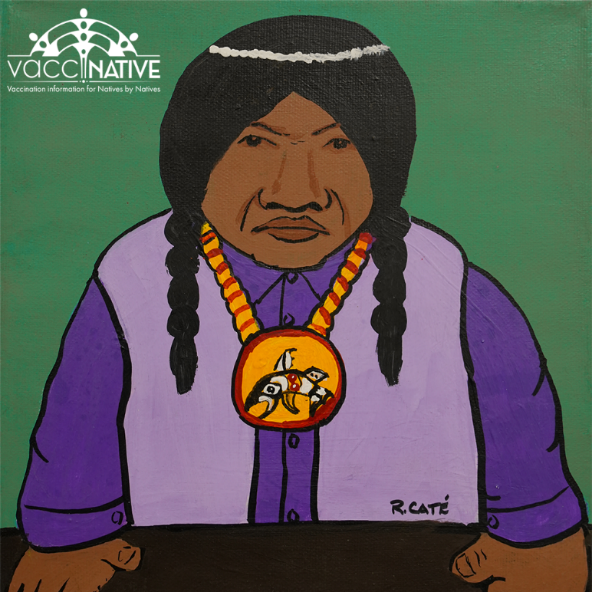 VACCINATIVE
Vaccination information for Natives by Natives
R.CATÉ